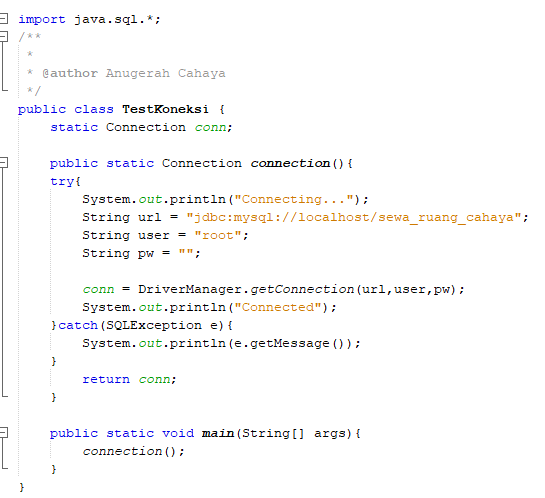 import java.sql.*;
/**
 *
 * @author Anugerah Cahaya
 */
public class TestKoneksi {
    static Connection conn;

    public static Connection connection(){
    try{
        System.out.println("Connecting...");
        String url = "jdbc:mysql://localhost/sewa_ruang_cahaya";
        String user = "root";
        String pw = "";

        conn = DriverManager.getConnection(url,user,pw);
        System.out.println("Connected");
    }catch(SQLException e){
        System.out.println(e.getMessage());
    }
        return conn;
    }

    public static void main(String[] args){
        connection();
    }
}